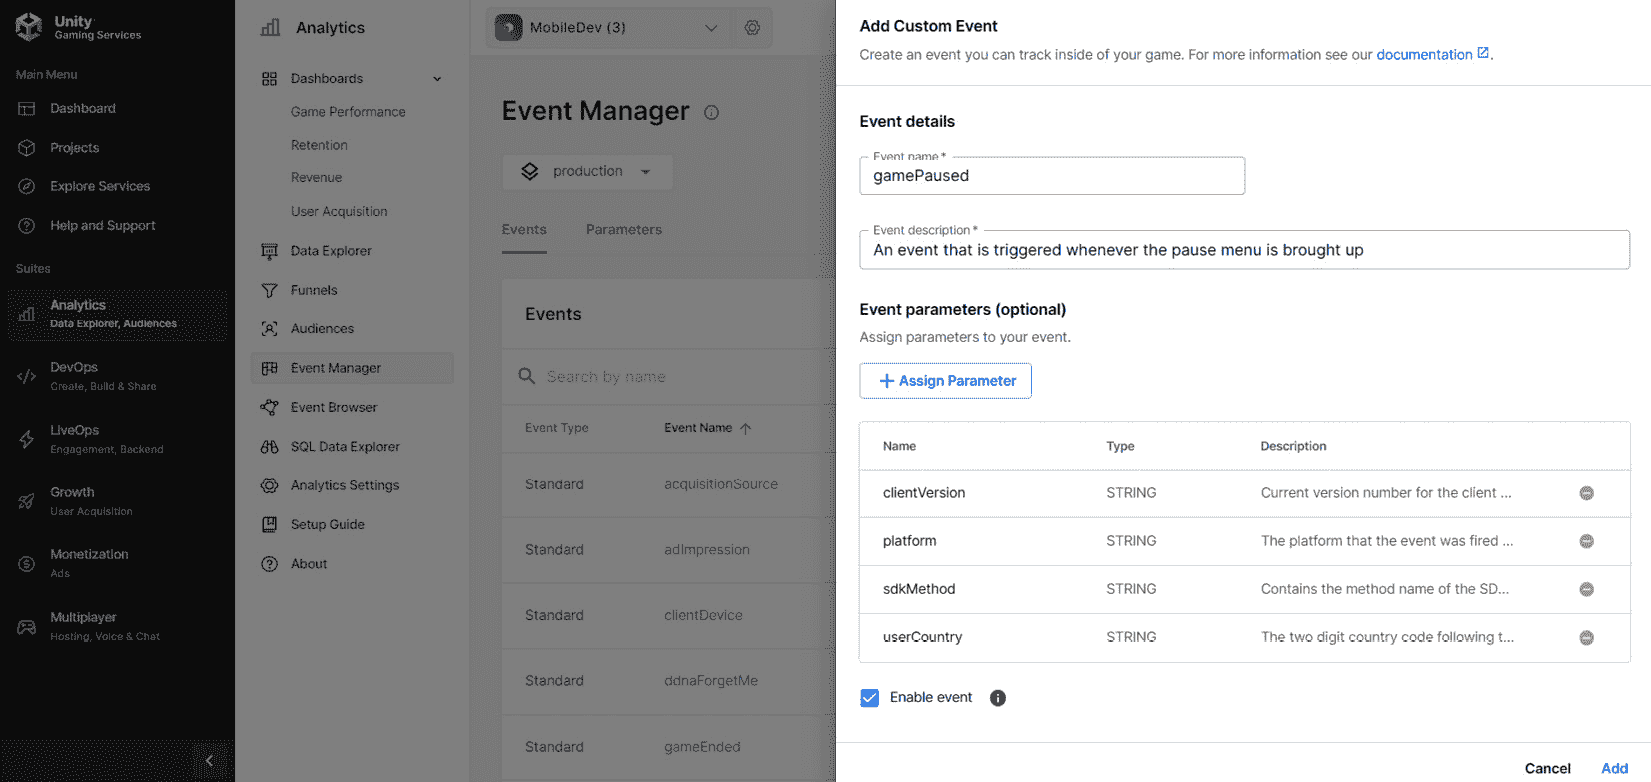 Unity
Gaming Services
Main Menu
Dashboard
Projects
Explore Services
Help and Support
Suites
Analytics
Data Explorer, Audiences
DevOps
Create, Build & Share
LiveOps
Engagement, Backend
Growth
User Acquisition
Monetization
Ads
Multiplayer
Hosting, Voice & Chat
Analytics
Dashboards
Game Performance
Retention
Revenue
User Acquisition
Data Explorer
Funnels
Audiences
Event Manager
Event Browser
SQL Data Explorer
Analytics Settings
Setup Guide
About
MobileDev (3)
Event Manager
production
Events Parameters
Events
Search by name
Event Type Event Name
Standard acquisitionSource
Standard adImpression
Standard clientDevice
Standard ddnaForgetMe
Standard gameEnded
Add Custom Event
Create an event you can track inside of your game. For more information see our documentation.
Event details
Event name*
gamePaused
Event description*
An event that is triggered whenever the pause menu is brought up
Event parameters (optional)
Assign parameters to your event.
+ Assign Parameter
Name Type Description
clientVersion STRING Current version number for the client ...
platform STRING The platform that the event was fired ...
sdkMethod STRING Contains the method name of the SD...
userCountry STRING The two digit country code following t...
Enable event
Cancel Add